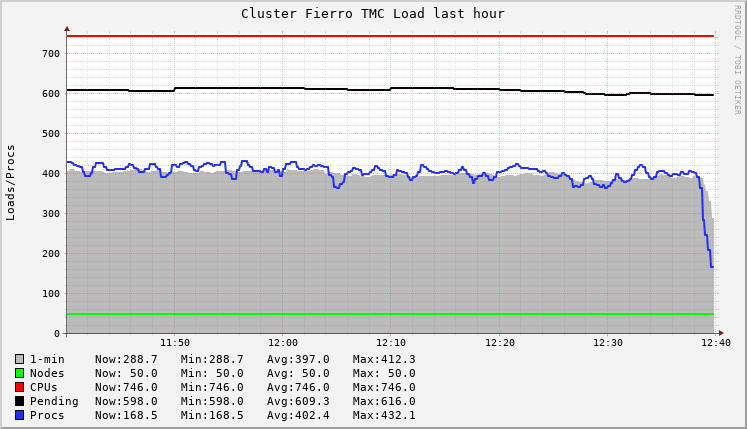 Cluster Fierro TMC Load last hour
RRDTOOL / TOBI OETIKER
Loads/Procs
700
600
500
400
300
200
100
0
11:50 12:00 12:10 12:20 12:30 12:40
1-min Now:288.7 Min:288.7 Avg:397.0 Max:412.3
Nodes Now: 50.0 Min: 50.0 Avg: 50.0 Max: 50.0
CPUs Now:746.0 Min:746.0 Avg:746.0 Max:746.0
Pending Now:598.0 Min:598.0 Avg:609.3 Max:616.0
Procs Now:168.5 Min:168.5 Avg:402.4 Max:432.1